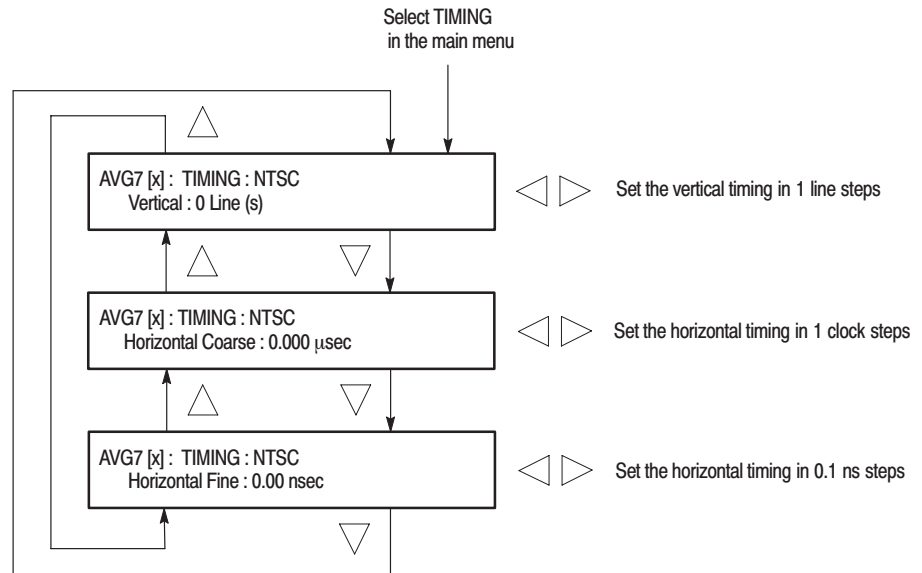 Select TIMING
in the main menu
AVG7 [x] : TIMING : NTSC
Vertical : 0 Line (s)
Set the vertical timing in 1 line steps
AVG7 [x] : TIMING : NTSC
Horizontal Coarse : 0.000 μsec
Set the horizontal timing in 1 clock steps
AVG7 [x] : TIMING : NTSC
Horizontal Fine : 0.00 nsec
Set the horizontal timing in 0.1 ns steps